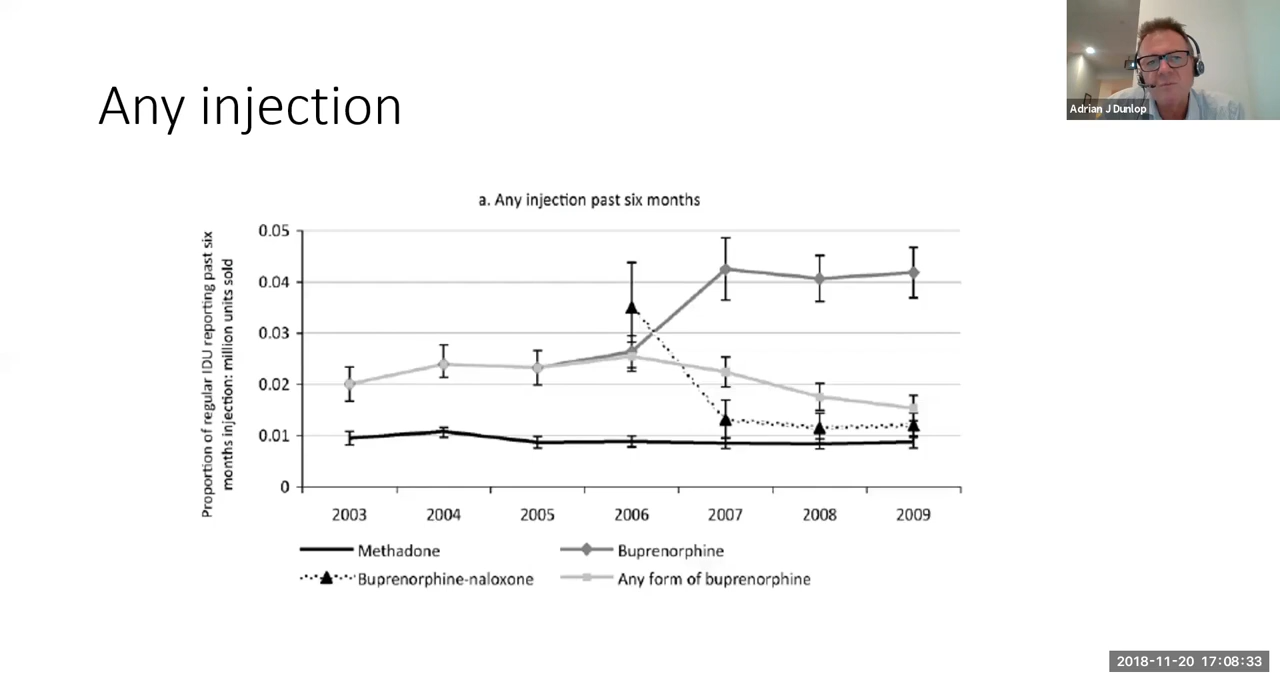 Any injection
Adrian J Dunlop
a. Any injection past six months
Proportion of regular IDU reporting past six
months injection: million units sold
0.05
0.04
0.03
0.02
0.01
0
2003 2004 2005 2006 2007 2008 2009
Methadone Buprenorphine
Buprenorphine-naloxone Any form of buprenorphine
2018-11-20 17:08:33